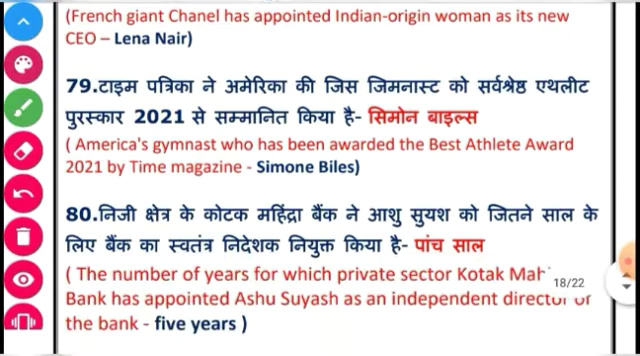 (French giant Chanel has appointed Indian-origin woman as its new
CEO – Lena Nair)
79.टाइम पत्रिका ने अमेरिका की जिस जिमनास्ट को सर्वश्रेष्ठ एथलीट
पुरस्कार 2021 से सम्मानित किया है- सिमोन बाइल्स
( America's gymnast who has been awarded the Best Athlete Award
2021 by Time magazine - Simone Biles)
80.निजी क्षेत्र के कोटक महिंद्रा बैंक ने आशु सुयश को जितने साल के
लिए बैंक का स्वतंत्र निदेशक नियुक्त किया है- पांच साल
( The number of years for which private sector Kotak Mah
18/22
Bank has appointed Ashu Suyash as an independent director or
the bank - five years )